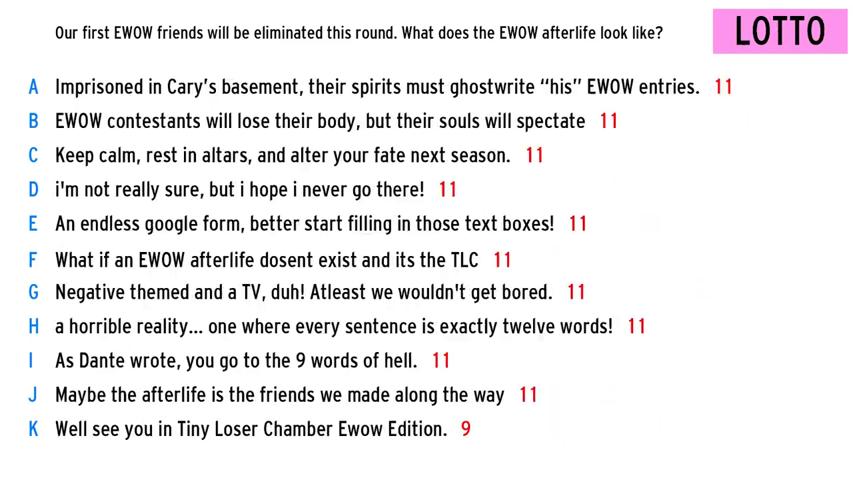 Our first EWOW friends will be eliminated this round. What does the EWOW afterlife look like?
LOTTO
A Imprisoned in Cary's basement, their spirits must ghostwrite “his” EWOW entries. 11
B EWOW contestants will lose their body, but their souls will spectate 11
C Keep calm, rest in altars, and alter your fate next season. 11
D i'm not really sure, but i hope i never go there! 11
E An endless google form, better start filling in those text boxes! 11
F What if an EWOW afterlife dosent exist and its the TLC 11
G Negative themed and a TV, duh! Atleast we wouldn't get bored. 11
H a horrible reality... one where every sentence is exactly twelve words! 11
I As Dante wrote, you go to the 9 words of hell. 11
J Maybe the afterlife is the friends we made along the way 11
K Well see you in Tiny Loser Chamber Ewow Edition. 9